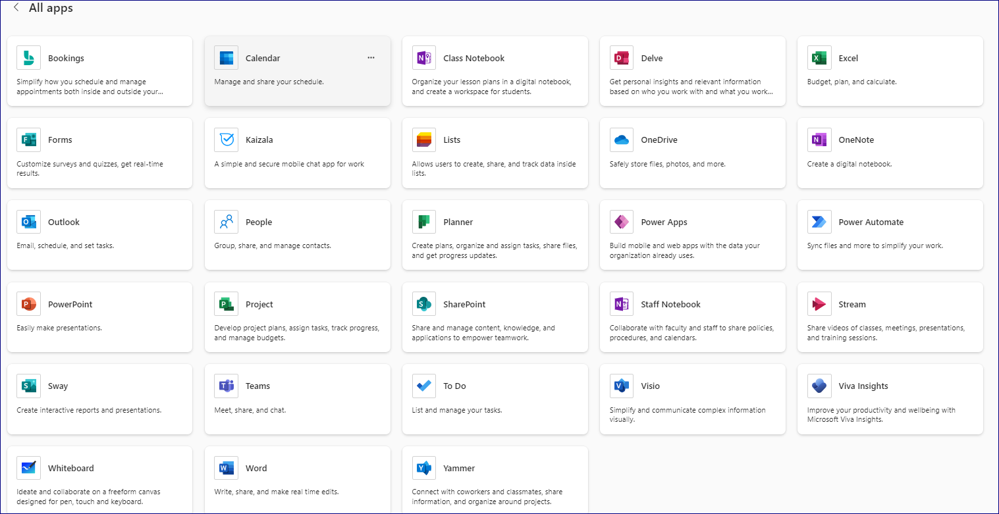 All apps
Bookings
Simplify how you schedule and manage
appointments both inside and outside your...
Calendar
...
Manage and share your schedule.
Class Notebook
Organize your lesson plans in a digital notebook,
and create a workspace for students.
Delve
Get personal insights and relevant information
based on who you work with and what you work...
Excel
Budget, plan, and calculate.
Forms
Customize surveys and quizzes, get real-time
results.
Kaizala
A simple and secure mobile chat app for work
Lists
Allows users to create, share, and track data inside
lists.
OneDrive
Safely store files, photos, and more.
OneNote
Create a digital notebook.
Outlook
Email, schedule, and set tasks.
People
Group, share, and manage contacts.
Planner
Create plans, organize and assign tasks, share files,
and get progress updates.
Power Apps
Build mobile and web apps with the data your
organization already uses.
Power Automate
Sync files and more to simplify your work.
PowerPoint
Easily make presentations.
Project
Develop project plans, assign tasks, track progress,
and manage budgets.
SharePoint
Share and manage content, knowledge, and
applications to empower teamwork.
Staff Notebook
Collaborate with faculty and staff to share policies,
procedures, and calendars.
Stream
Share videos of classes, meetings, presentations,
and training sessions.
Sway
Create interactive reports and presentations.
Teams
Meet, share, and chat.
To Do
List and manage your tasks.
Visio
Simplify and communicate complex information
visually.
Viva Insights
Improve your productivity and wellbeing with
Microsoft Viva Insights.
Whiteboard
Ideate and collaborate on a freeform canvas
designed for pen, touch and keyboard.
Word
Write, share, and make real time edits.
Yammer
Connect with coworkers and classmates, share
information, and organize around projects.